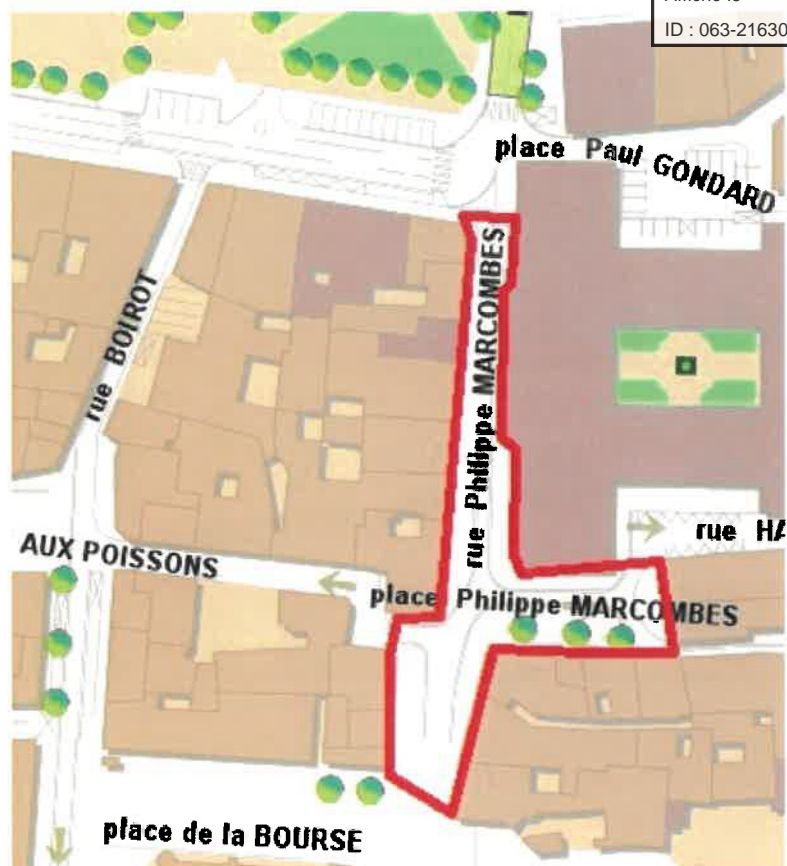 ID : 063-21630
place Paul GONDARD
rue BOIROT
rue Philippe MARCOMBES
rue HA
AUX POISSONS
place Philippe MARCOMBES
place de la BOURSE